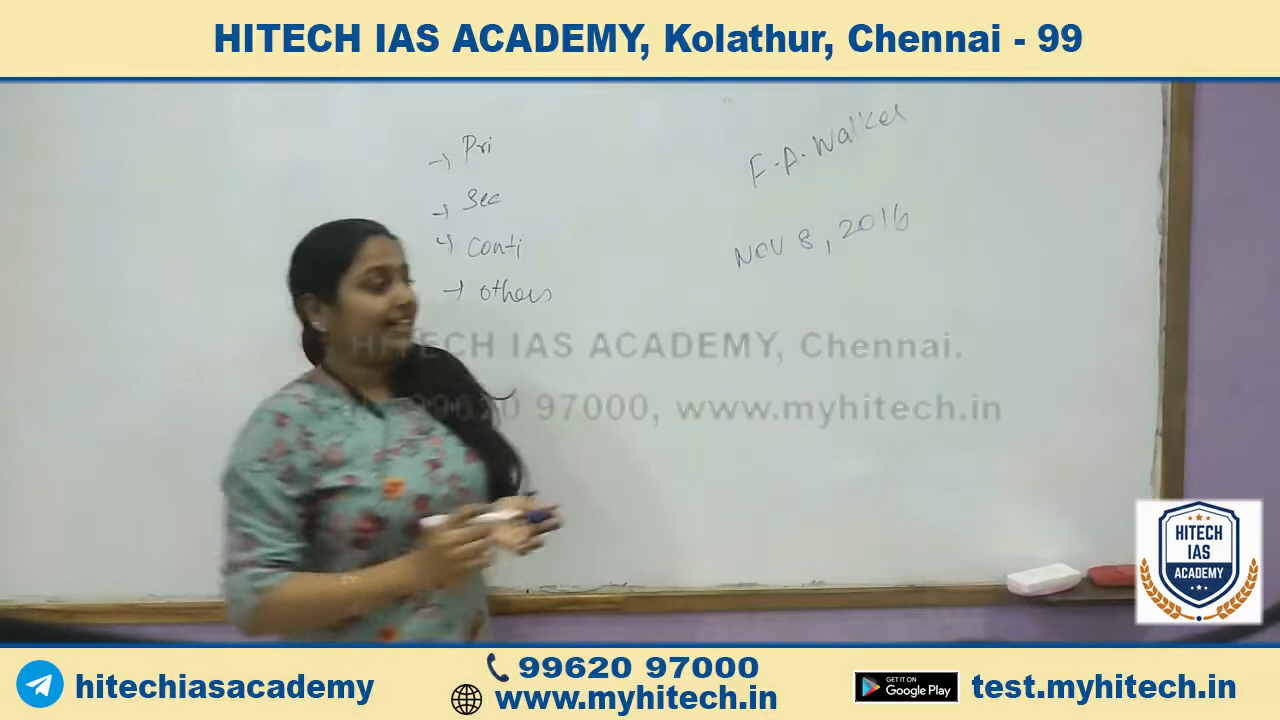 HITECH IAS ACADEMY, Kolathur, Chennai - 99
→ Pri
→ Sec
↳ Conti
→ others
F.A. Walker
Nov 8, 2016
HITECH IAS ACADEMY, Chennai.
99620 97000, www.myhitech.in
HITECH
IAS
ACADEMY
hitechiasacademy
99620 97000
www.myhitech.in
GET IT ON
Google Play
test.myhitech.in